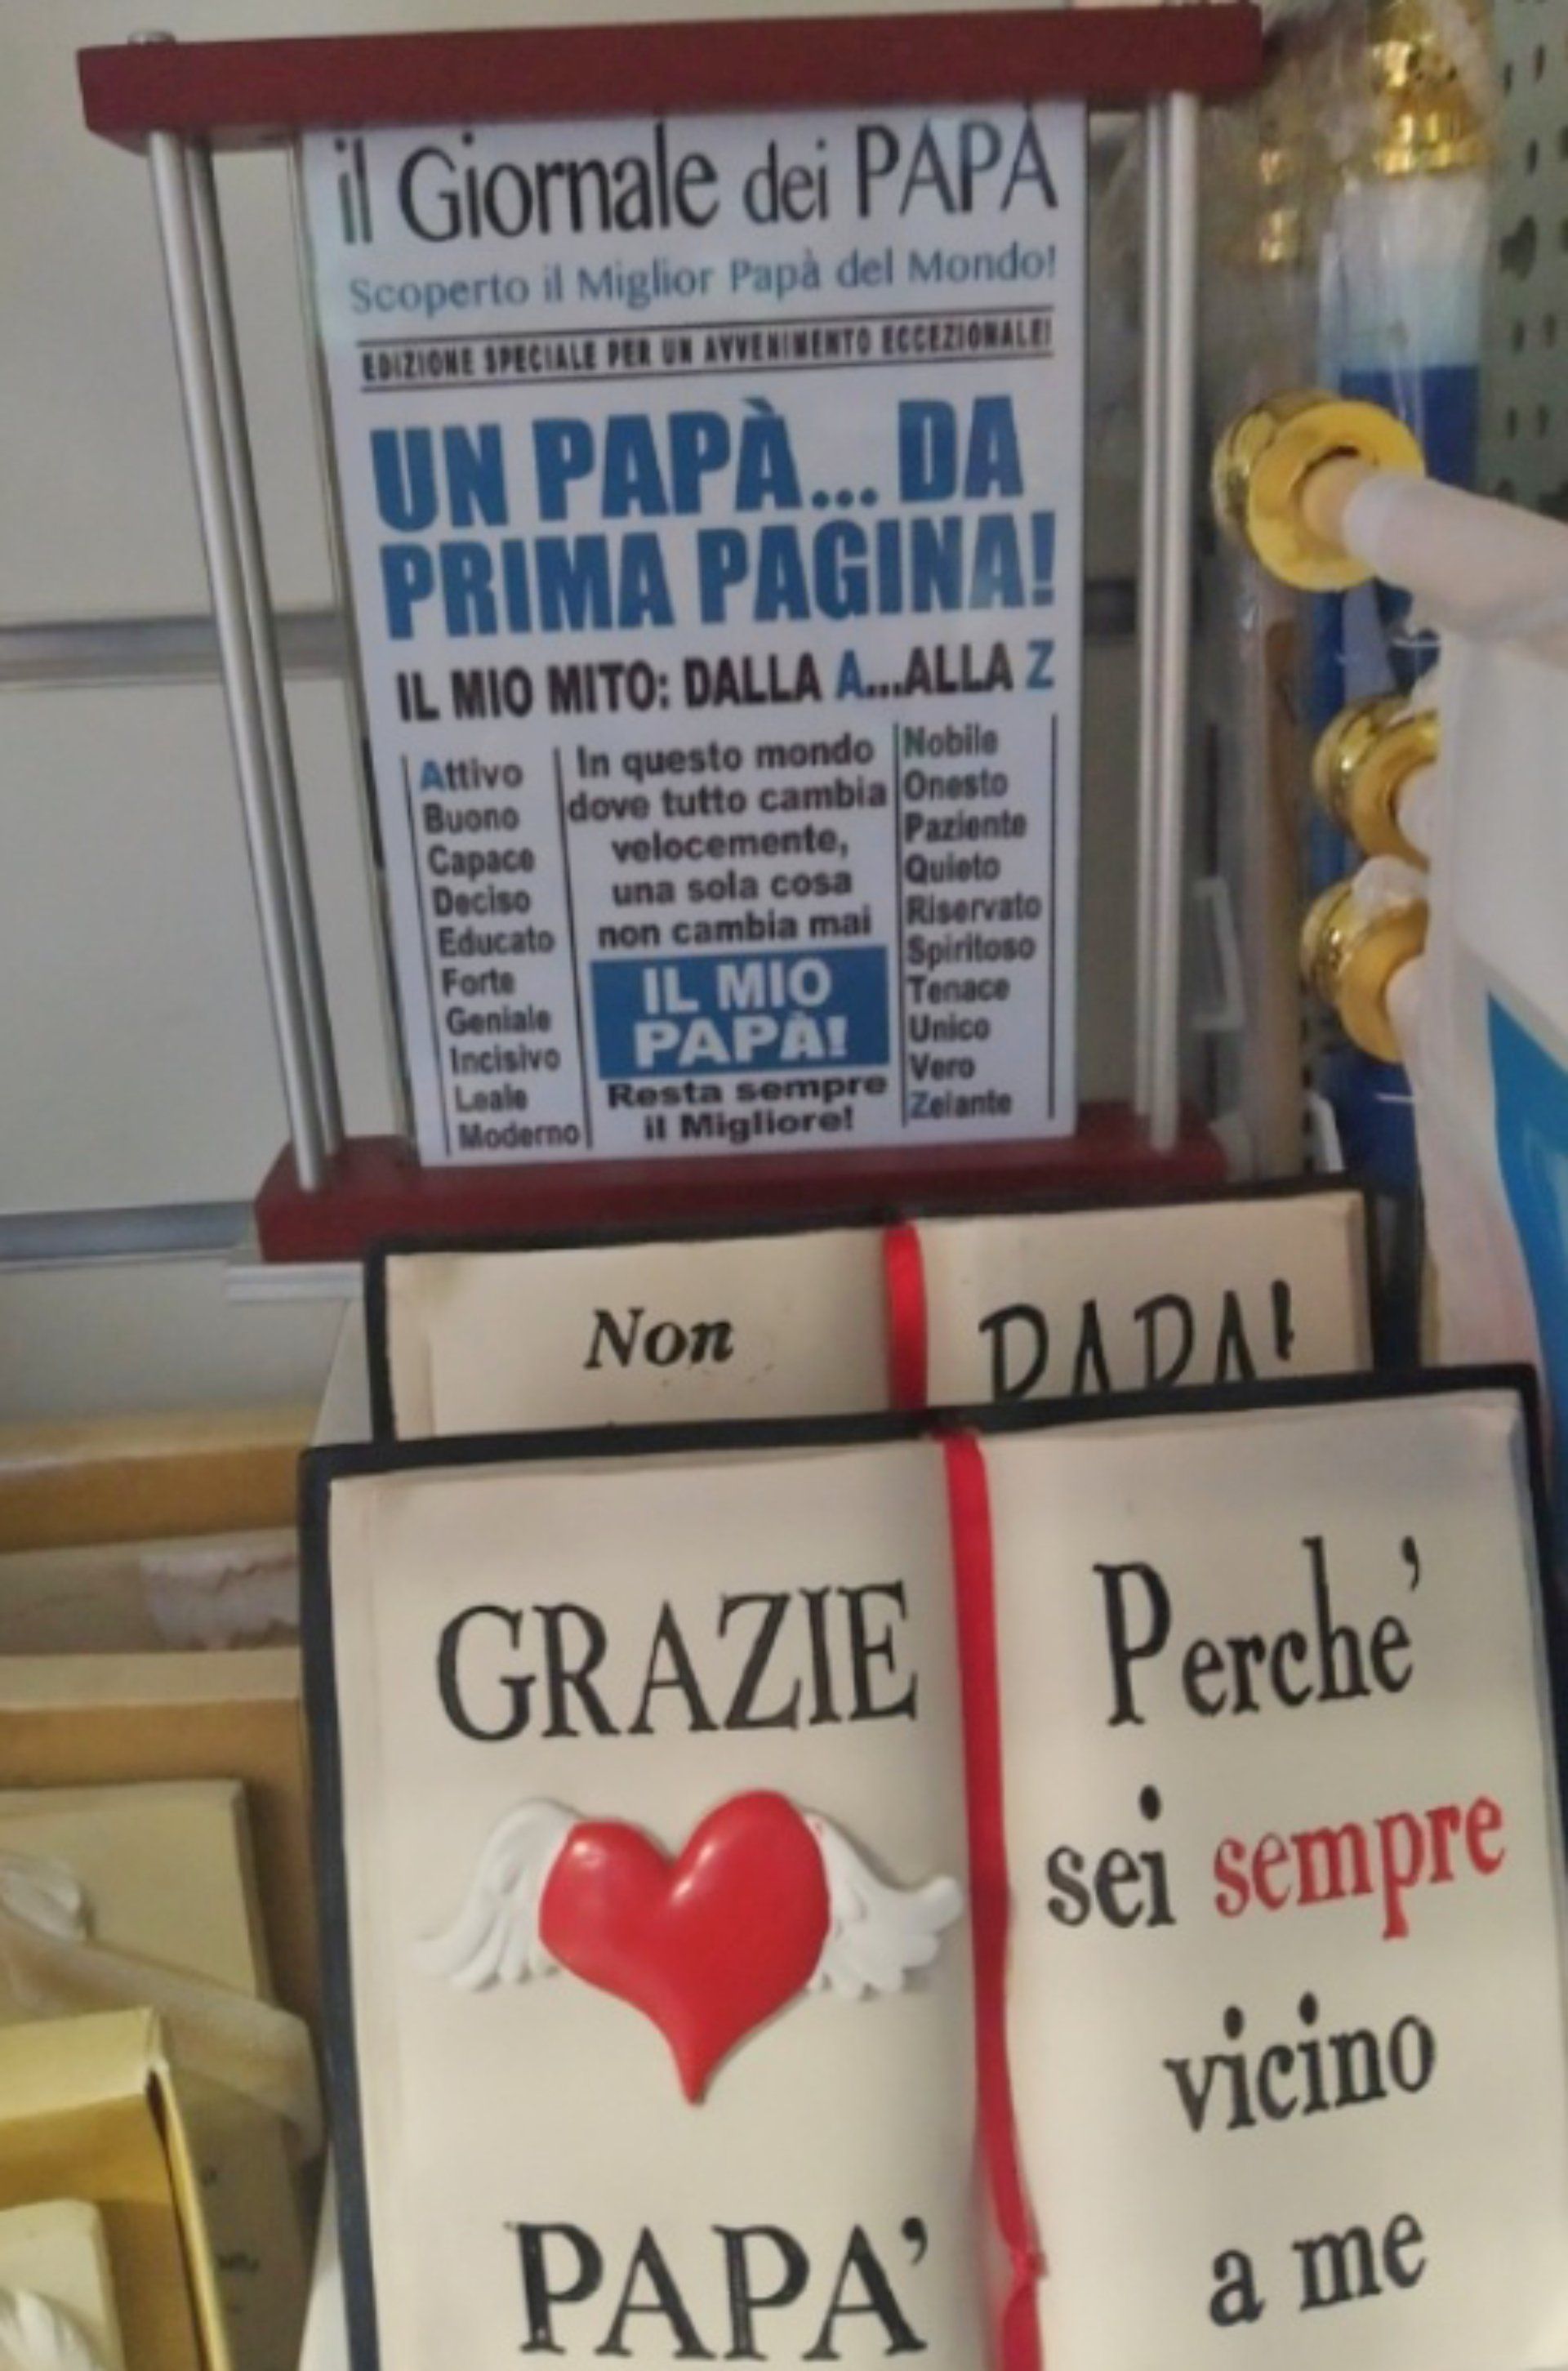 il Giornale dei PAPÀ
Scoperto il Miglior Papà del Mondo!
EDIZIONE SPECIALE PER UN AVVENIMENTO ECCEZIONALE!
UN PAPÀ... DA
PRIMA PAGINA!
IL MIO MITO: DALLA A...ALLA Z
Attivo
Buono
Capace
Deciso
Educato
Forte
Geniale
Incisivo
Leale
Moderno
In questo mondo
dove tutto cambia
velocemente,
una sola cosa
non cambia mai
IL MIO
PAPÀ!
Resta sempre
il Migliore!
Nobile
Onesto
Paziente
Quieto
Riservato
Spiritoso
Tenace
Unico
Vero
Zelante
Non
PAPA!
GRAZIE
PAPA'
Perche'
sei sempre
vicino
a me